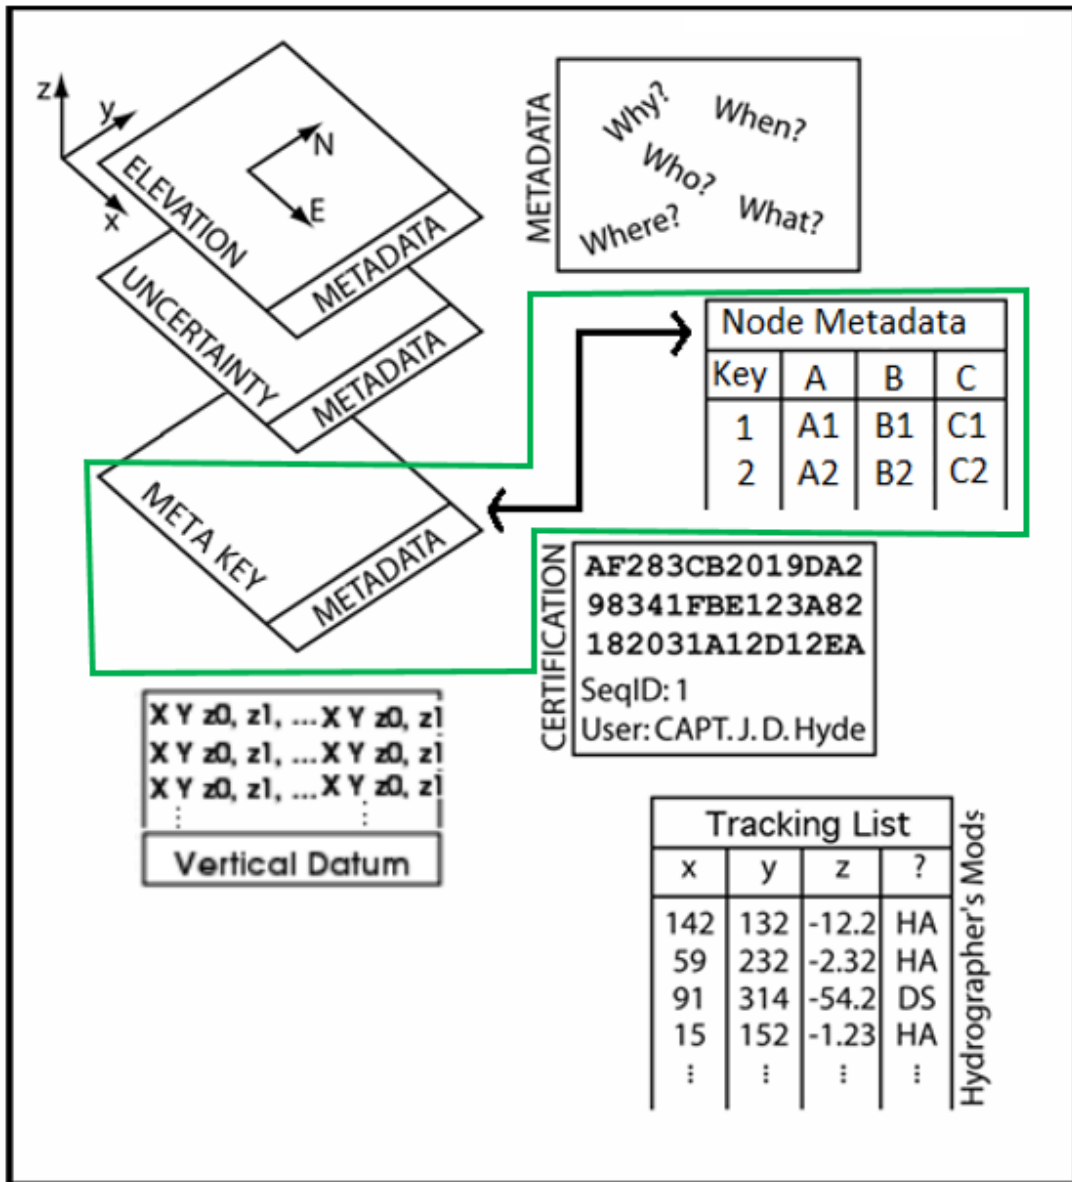 z
y
x
N
E
ELEVATION
METADATA
UNCERTAINTY
METADATA
META KEY
METADATA
METADATA
Why?
When?
Who?
What?
Where?
Node Metadata
Key A B C
1 A1 B1 C1
2 A2 B2 C2
CERTIFICATION
AF283CB2019DA2
98341FBE123A82
182031A12D12EA
SeqID: 1
User: CAPT. J. D. Hyde
X Y z0, z1, ...X Y z0, z1
X Y z0, z1, ...X Y z0, z1
X Y z0, z1, ...X Y z0, z1
⋮ ⋮
Vertical Datum
Tracking List
x y z ?
142 132 -12.2 HA
59 232 -2.32 HA
91 314 -54.2 DS
15 152 -1.23 HA
⋮ ⋮ ⋮ ⋮
Hydrographer's Mods